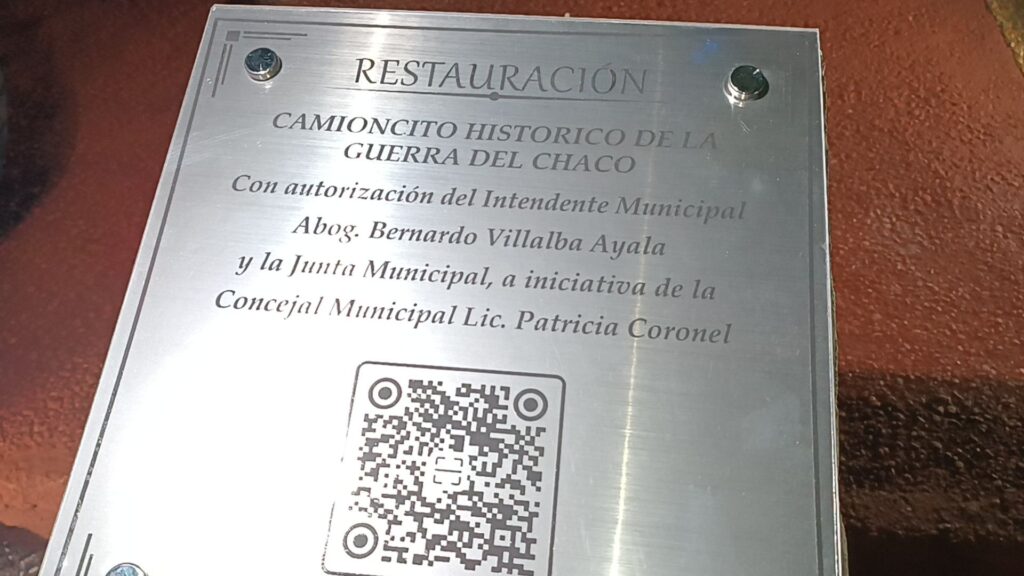 RESTAURACIÓN
CAMIONCITO HISTORICO DE LA
GUERRA DEL CHACO
Con autorización del Intendente Municipal
Abog. Bernardo Villalba Ayala
y la Junta Municipal, a iniciativa de la
Concejal Municipal Lic. Patricia Coronel